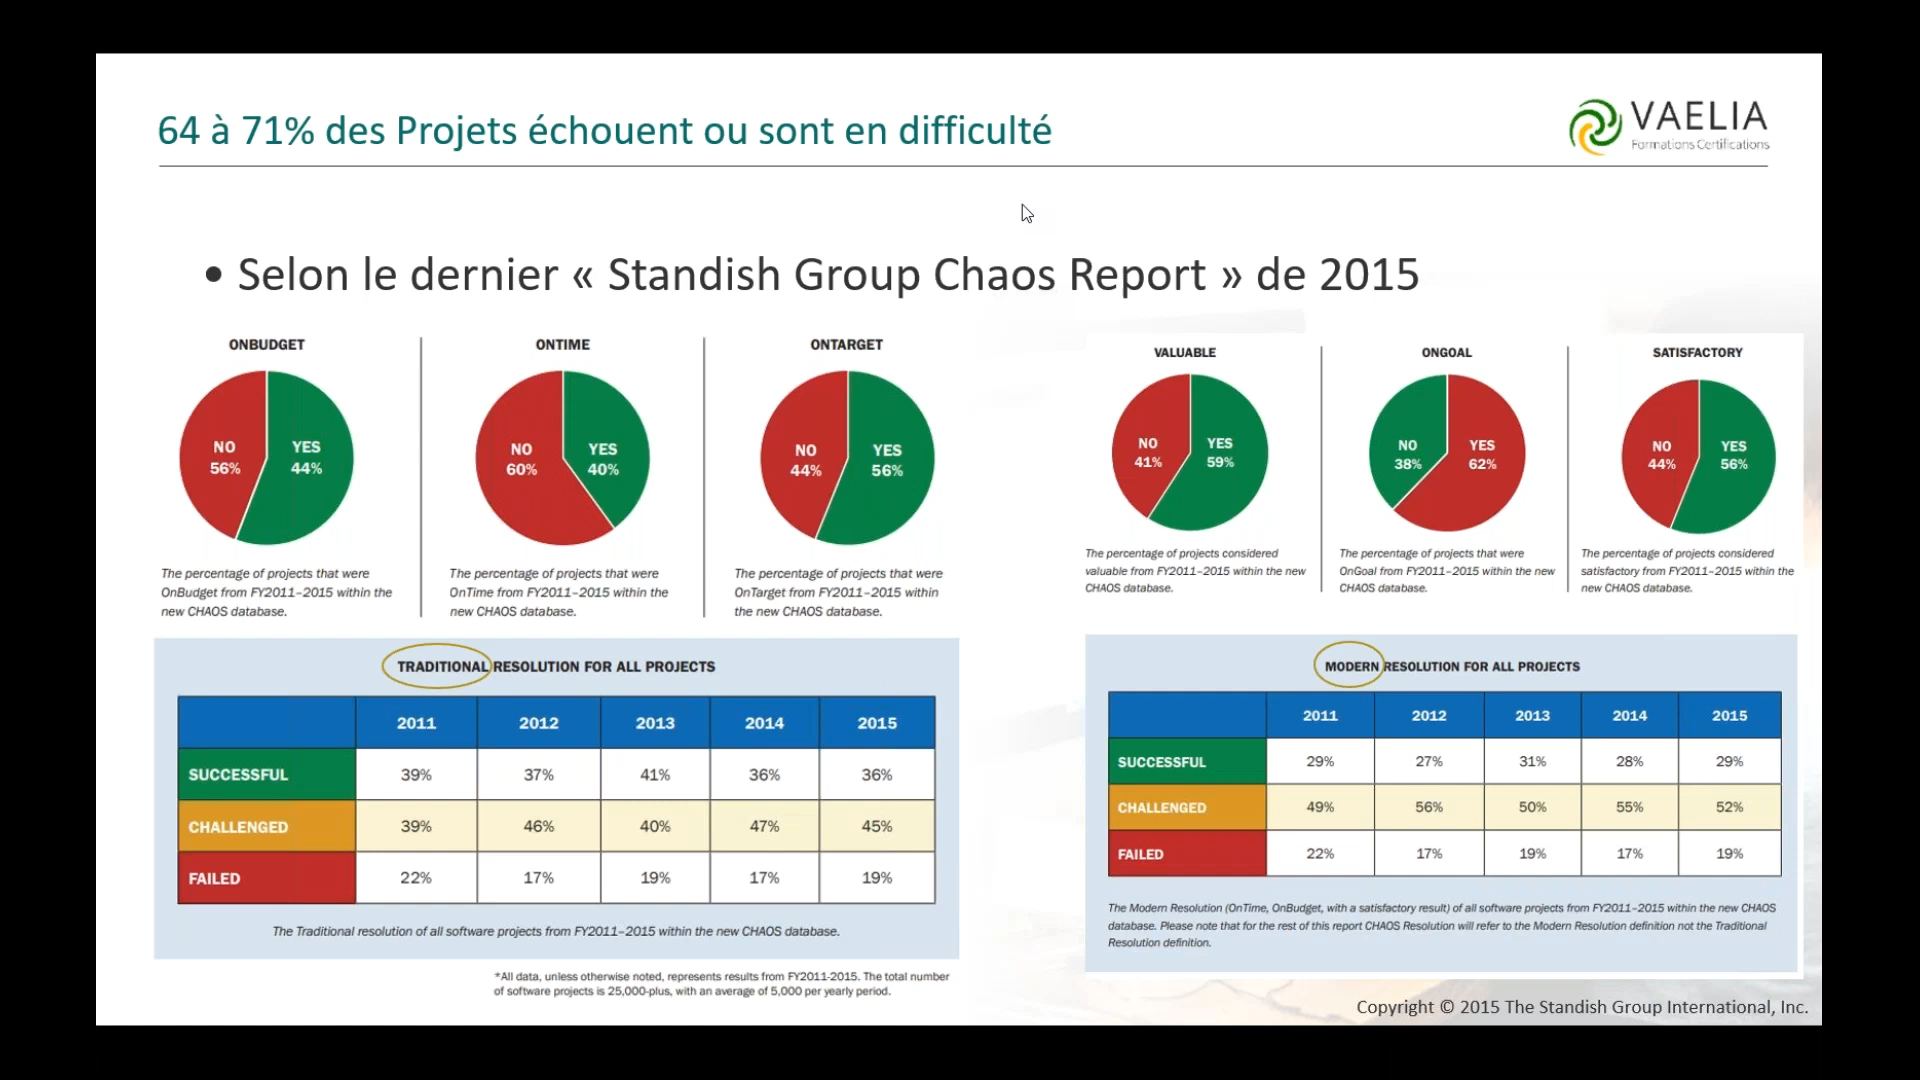 64 à 71% des Projets échouent ou sont en difficulté
VAELIA
Formations Certifications
• Selon le dernier « Standish Group Chaos Report » de 2015
ONBUDGET
NO
56%
YES
44%
The percentage of projects that were
OnBudget from FY2011–2015 within the
new CHAOS database.
ONTIME
NO
60%
YES
40%
The percentage of projects that were
OnTime from FY2011–2015 within the
new CHAOS database.
ONTARGET
NO
44%
YES
56%
The percentage of projects that were
OnTarget from FY2011–2015 within
the new CHAOS database.
TRADITIONAL RESOLUTION FOR ALL PROJECTS
2011 2012 2013 2014 2015
SUCCESSFUL 39% 37% 41% 36% 36%
CHALLENGED 39% 46% 40% 47% 45%
FAILED 22% 17% 19% 17% 19%
The Traditional resolution of all software projects from FY2011–2015 within the new CHAOS database.
*All data, unless otherwise noted, represents results from FY2011-2015. The total number
of software projects is 25,000-plus, with an average of 5,000 per yearly period.
VALUABLE
NO
41%
YES
59%
The percentage of projects considered
valuable from FY2011–2015 within the new
CHAOS database.
ONGOAL
NO
38%
YES
62%
The percentage of projects that were
OnGoal from FY2011–2015 within the new
CHAOS database.
SATISFACTORY
NO
44%
YES
56%
The percentage of projects considered
satisfactory from FY2011–2015 within the
new CHAOS database.
MODERN RESOLUTION FOR ALL PROJECTS
2011 2012 2013 2014 2015
SUCCESSFUL 29% 27% 31% 28% 29%
CHALLENGED 49% 56% 50% 55% 52%
FAILED 22% 17% 19% 17% 19%
The Modern Resolution (OnTime, OnBudget, with a satisfactory result) of all software projects from FY2011–2015 within the new CHAOS
database. Please note that for the rest of this report CHAOS Resolution will refer to the Modern Resolution definition not the Traditional
Resolution definition.
Copyright © 2015 The Standish Group International, Inc.